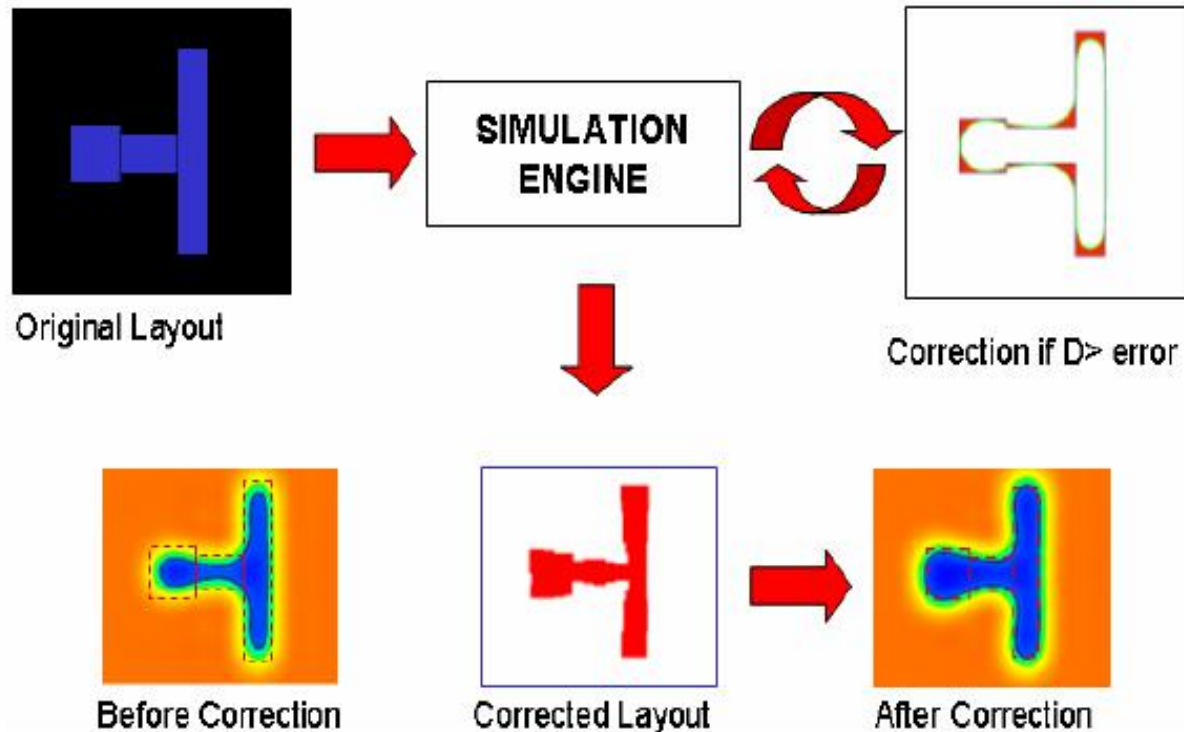 SIMULATION
ENGINE
Original Layout
Correction if D> error
Before Correction
Corrected Layout
After Correction